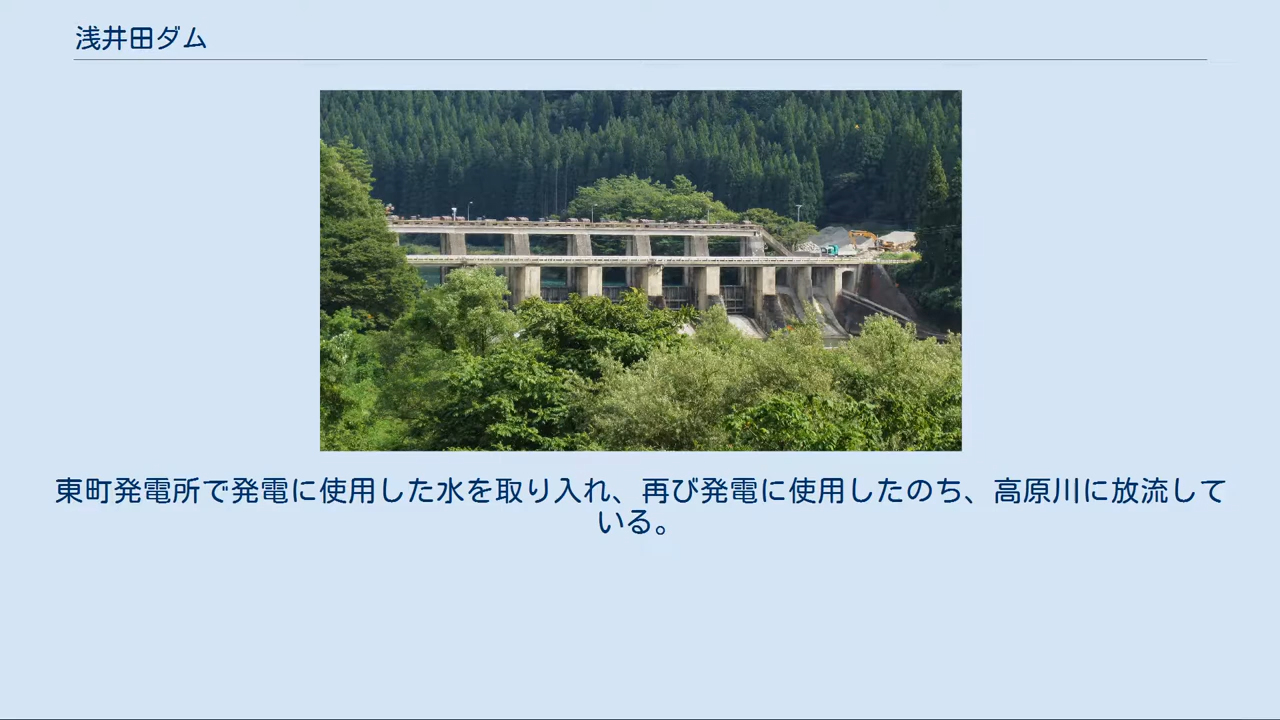 浅井田ダム
東町発電所で発電に使用した水を取り入れ、再び発電に使用したのち、高原川に放流して
いる。